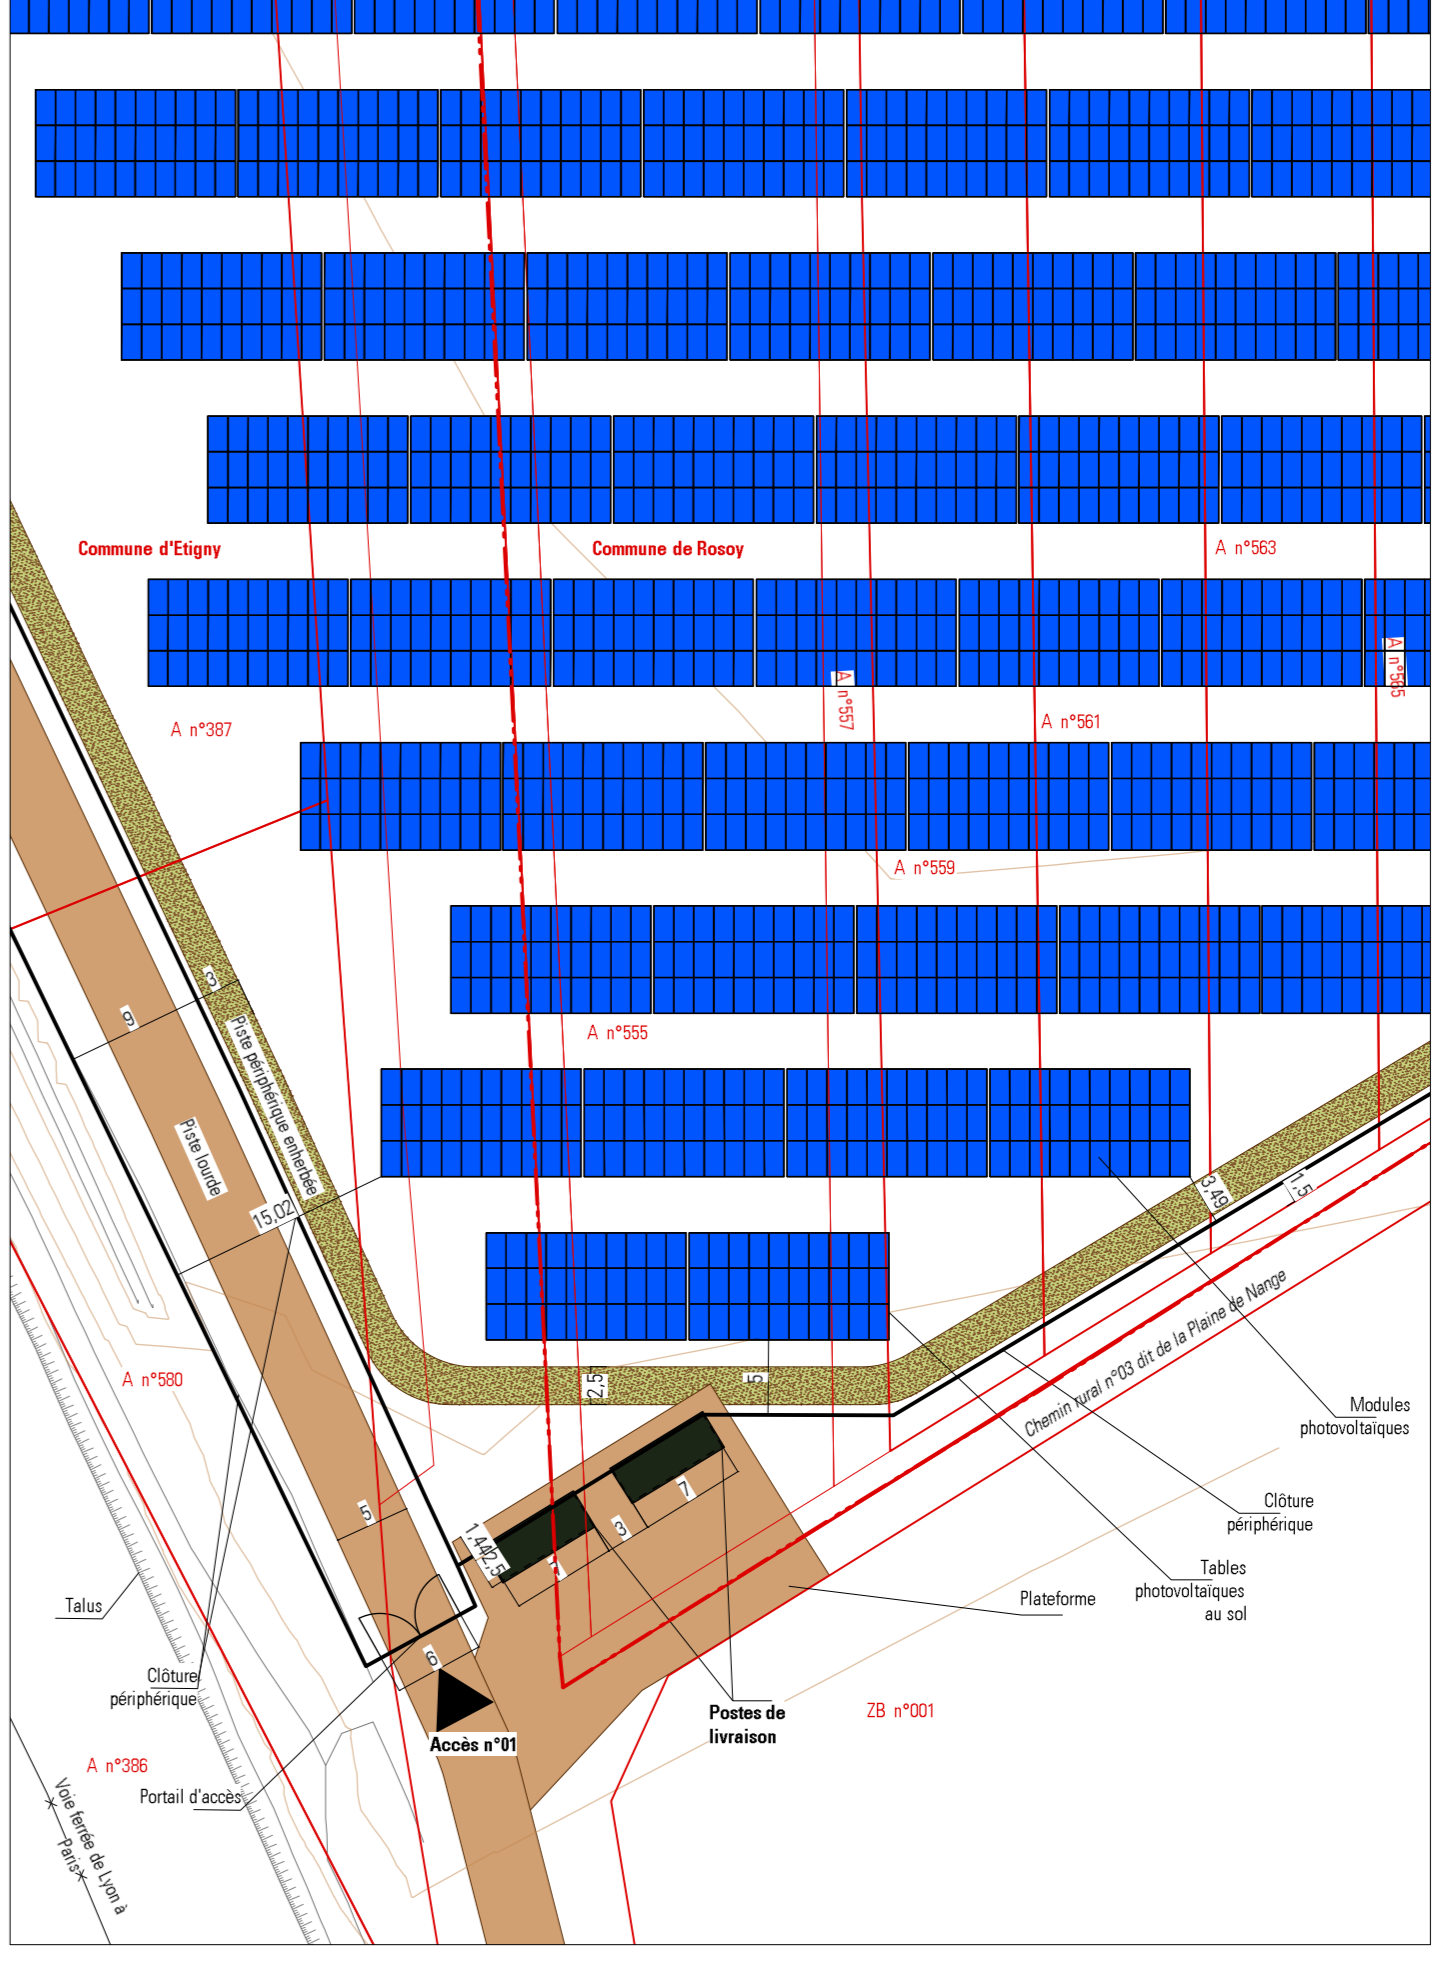 Commune d'Etigny
Commune de Rosoy
A n°563
A n°565
A n°557
A n°387
A n°561
A n°559
3
9
A n°555
Piste périphérique enherbée
Piste lourde
15,02
3,49
1,5
Chemin rural n°03 dit de la Plaine de Nange
A n°580
2,5
5
Modules
photovoltaïques
7
3
5
1,44
2,5
Clôture
périphérique
Tables
photovoltaïques
au sol
Talus
Plateforme
6
Clôture
périphérique
Postes de
livraison
ZB n°001
Accès n°01
A n°386
Portail d'accès
Voie ferrée de Lyon à
Paris